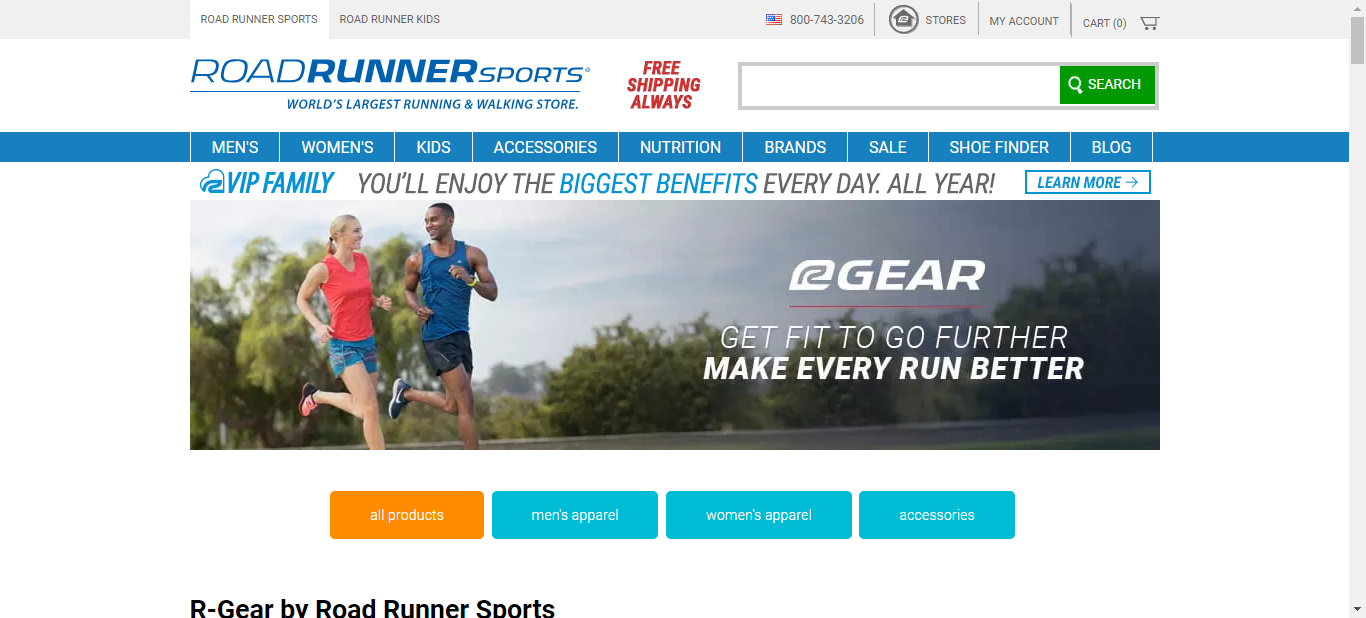 ROAD RUNNER SPORTS
ROAD RUNNER KIDS
800-743-3206
STORES
MY ACCOUNT
CART (0)
ROADRUNNERSPORTS®
WORLD'S LARGEST RUNNING & WALKING STORE.
FREE
SHIPPING
ALWAYS
SEARCH
MEN'S
WOMEN'S
KIDS
ACCESSORIES
NUTRITION
BRANDS
SALE
SHOE FINDER
BLOG
VIP FAMILY
YOU'LL ENJOY THE BIGGEST BENEFITS EVERY DAY. ALL YEAR!
LEARN MORE →
GEAR
GET FIT TO GO FURTHER
MAKE EVERY RUN BETTER
all products
men's apparel
women's apparel
accessories
R-Gear by Road Runner Sports